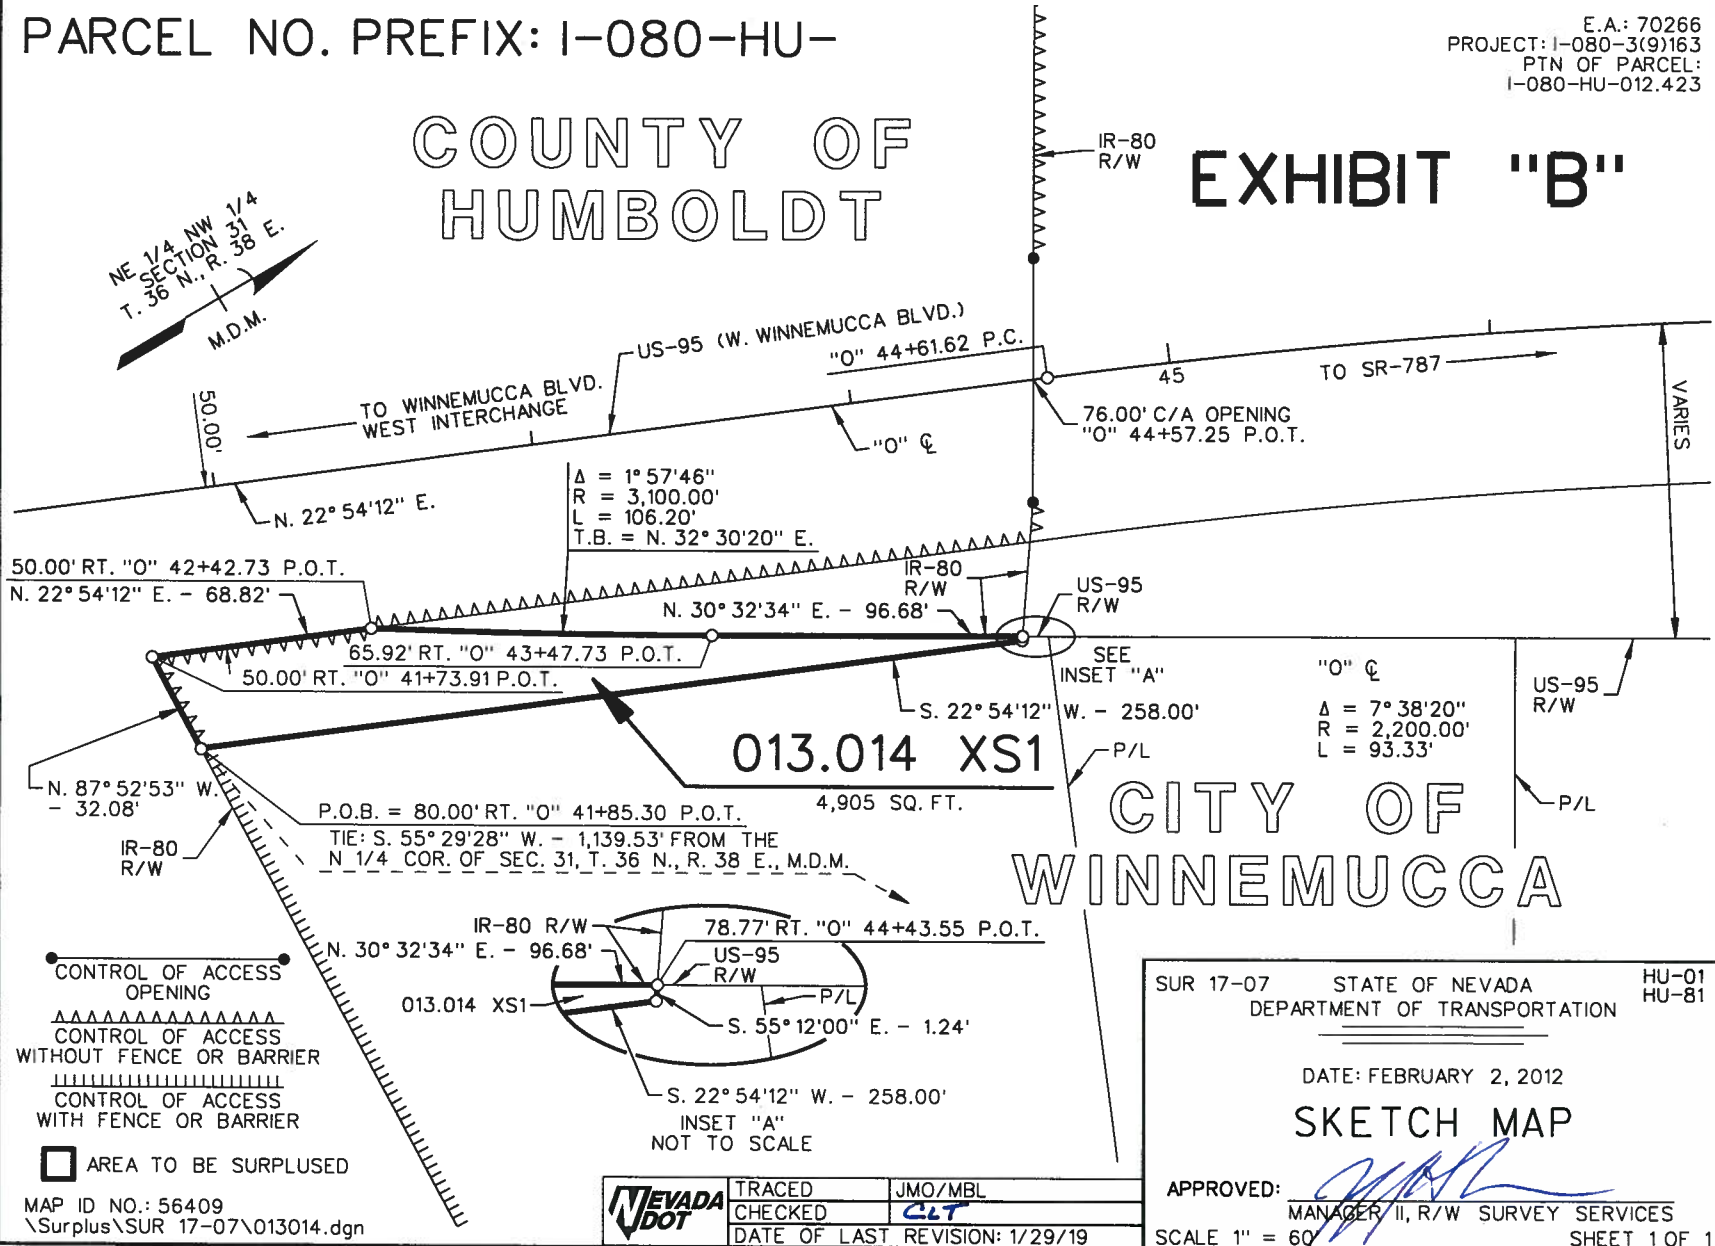 PARCEL NO. PREFIX: I-080-HU-
E.A.: 70266
PROJECT: I-080-3(9)163
PTN OF PARCEL:
I-080-HU-012.423
COUNTY OF
HUMBOLDT
IR-80
R/W
EXHIBIT "B"
NE 1/4 NW 1/4
SECTION 31
T. 36 N., R. 38 E.
M.D.M.
US-95 (W. WINNEMUCCA BLVD.)
"O" 44+61.62 P.C.
45
TO SR-787
VARIES
50.00'
TO WINNEMUCCA BLVD.
WEST INTERCHANGE
76.00' C/A OPENING
"O" 44+57.25 P.O.T.
"O" ℄
N. 22°54'12" E.
Δ = 1°57'46"
R = 3,100.00'
L = 106.20'
T.B. = N. 32°30'20" E.
50.00' RT. "O" 42+42.73 P.O.T.
N. 22°54'12" E. - 68.82'
IR-80
R/W
US-95
R/W
N. 30°32'34" E. - 96.68'
65.92' RT. "O" 43+47.73 P.O.T.
50.00' RT. "O" 41+73.91 P.O.T.
SEE
INSET "A"
"O" ℄
Δ = 7°38'20"
R = 2,200.00'
L = 93.33'
US-95
R/W
S. 22°54'12" W. - 258.00'
013.014 XS1
4,905 SQ. FT.
P/L
P/L
N. 87°52'53" W.
- 32.08'
IR-80
R/W
P.O.B. = 80.00' RT. "O" 41+85.30 P.O.T.
TIE: S. 55°29'28" W. - 1,139.53' FROM THE
N 1/4 COR. OF SEC. 31, T. 36 N., R. 38 E., M.D.M.
CITY OF
WINNEMUCCA
IR-80 R/W
78.77' RT. "O" 44+43.55 P.O.T.
N. 30°32'34" E. - 96.68'
US-95
R/W
013.014 XS1
P/L
S. 55°12'00" E. - 1.24'
S. 22°54'12" W. - 258.00'
INSET "A"
NOT TO SCALE
CONTROL OF ACCESS
OPENING
CONTROL OF ACCESS
WITHOUT FENCE OR BARRIER
CONTROL OF ACCESS
WITH FENCE OR BARRIER
AREA TO BE SURPLUSED
MAP ID NO.: 56409
\Surplus\SUR 17-07\013014.dgn
NEVADA
DOT
TRACED JMO/MBL
CHECKED CLT
DATE OF LAST REVISION: 1/29/19
SUR 17-07 STATE OF NEVADA HU-01
DEPARTMENT OF TRANSPORTATION HU-81
DATE: FEBRUARY 2, 2012
SKETCH MAP
APPROVED:
MANAGER II, R/W SURVEY SERVICES
SCALE 1" = 60' SHEET 1 OF 1